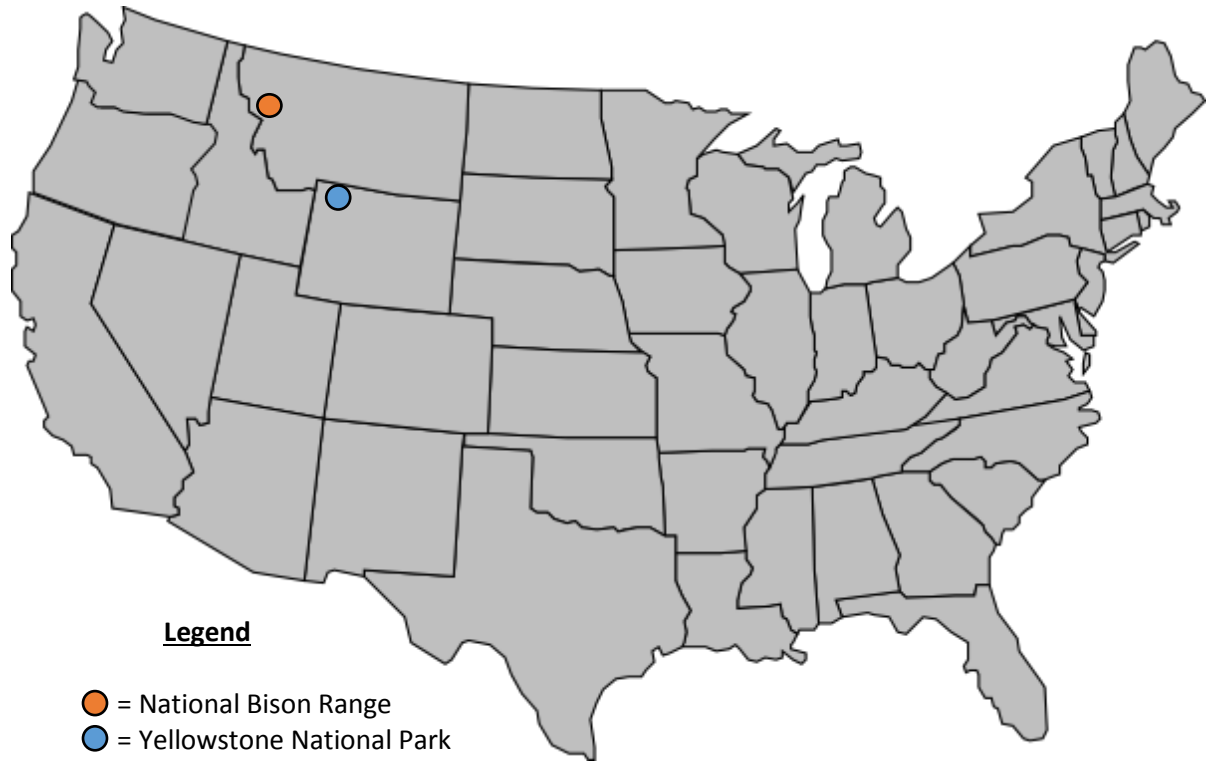 Legend
= National Bison Range
= Yellowstone National Park